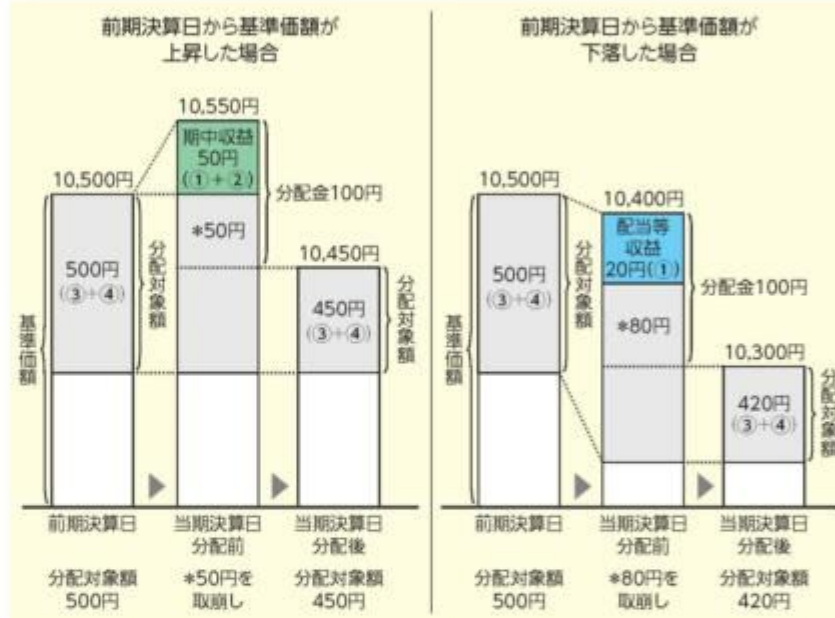 前期決算日から基準価額が
上昇した場合
10,550円
期中収益
50円
(①+②)
10,500円
分配金100円
*50円
10,450円
500円
(③+④)
分配対象額
450円
(③+④)
分配対象額
基準価額
前期決算日
当期決算日
分配前
当期決算日
分配後
分配対象額
500円
*50円を
取崩し
分配対象額
450円
前期決算日から基準価額が
下落した場合
10,500円
10,400円
配当等
収益
20円(①)
500円
(③+④)
分配対象額
分配金100円
*80円
10,300円
420円
(③+④)
分配対象額
基準価額
前期決算日
当期決算日
分配前
当期決算日
分配後
分配対象額
500円
*80円を
取崩し
分配対象額
420円